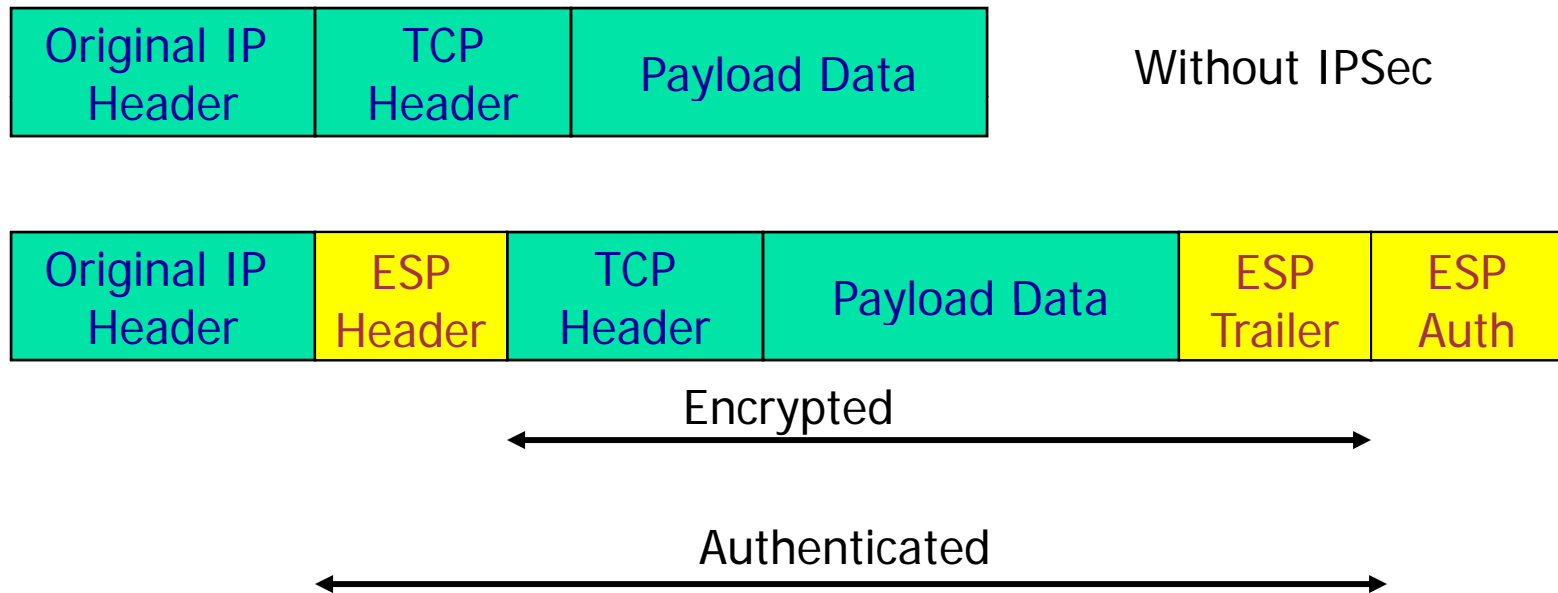 Original IP
Header
TCP
Header
Payload Data
Without IPSec
Original IP
Header
ESP
Header
TCP
Header
Payload Data
ESP
Trailer
ESP
Auth
Encrypted
Authenticated